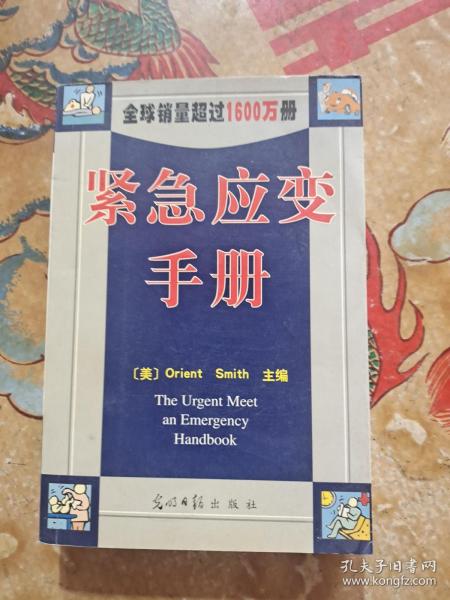 全球销量超过1600万册
紧急应变
手册
〔美〕Orient Smith 主编
The Urgent Meet
an Emergency
Handbook
光明日报出版社
孔夫子旧书网
www.kongfz.com